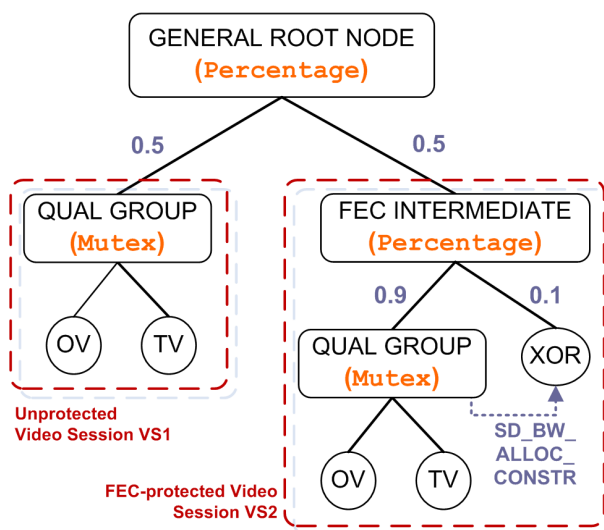 GENERAL ROOT NODE
(Percentage)
0.5
0.5
QUAL GROUP
(Mutex)
FEC INTERMEDIATE
(Percentage)
0.9
0.1
OV
TV
QUAL GROUP
(Mutex)
XOR
Unprotected
Video Session VS1
SD_BW_
ALLOC_
CONSTR
OV
TV
FEC-protected Video
Session VS2